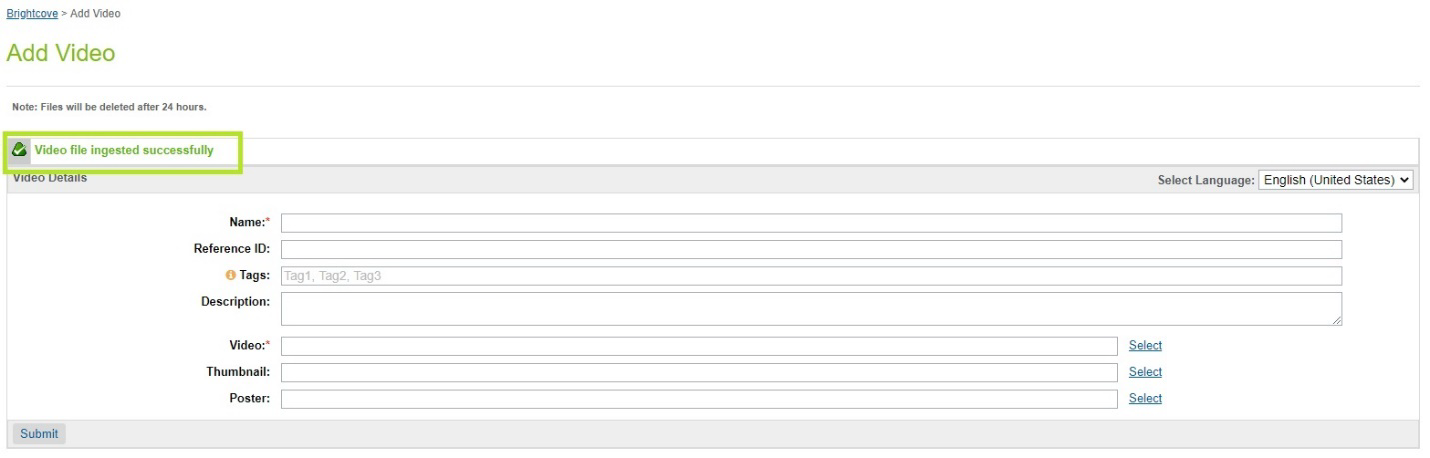 Brightcove > Add Video
Add Video
Note: Files will be deleted after 24 hours.
Video file ingested successfully
Video Details Select Language: English (United States)
Name:*
Reference ID:
Tags: Tag1, Tag2, Tag3
Description:
Video:* Select
Thumbnail: Select
Poster: Select
Submit